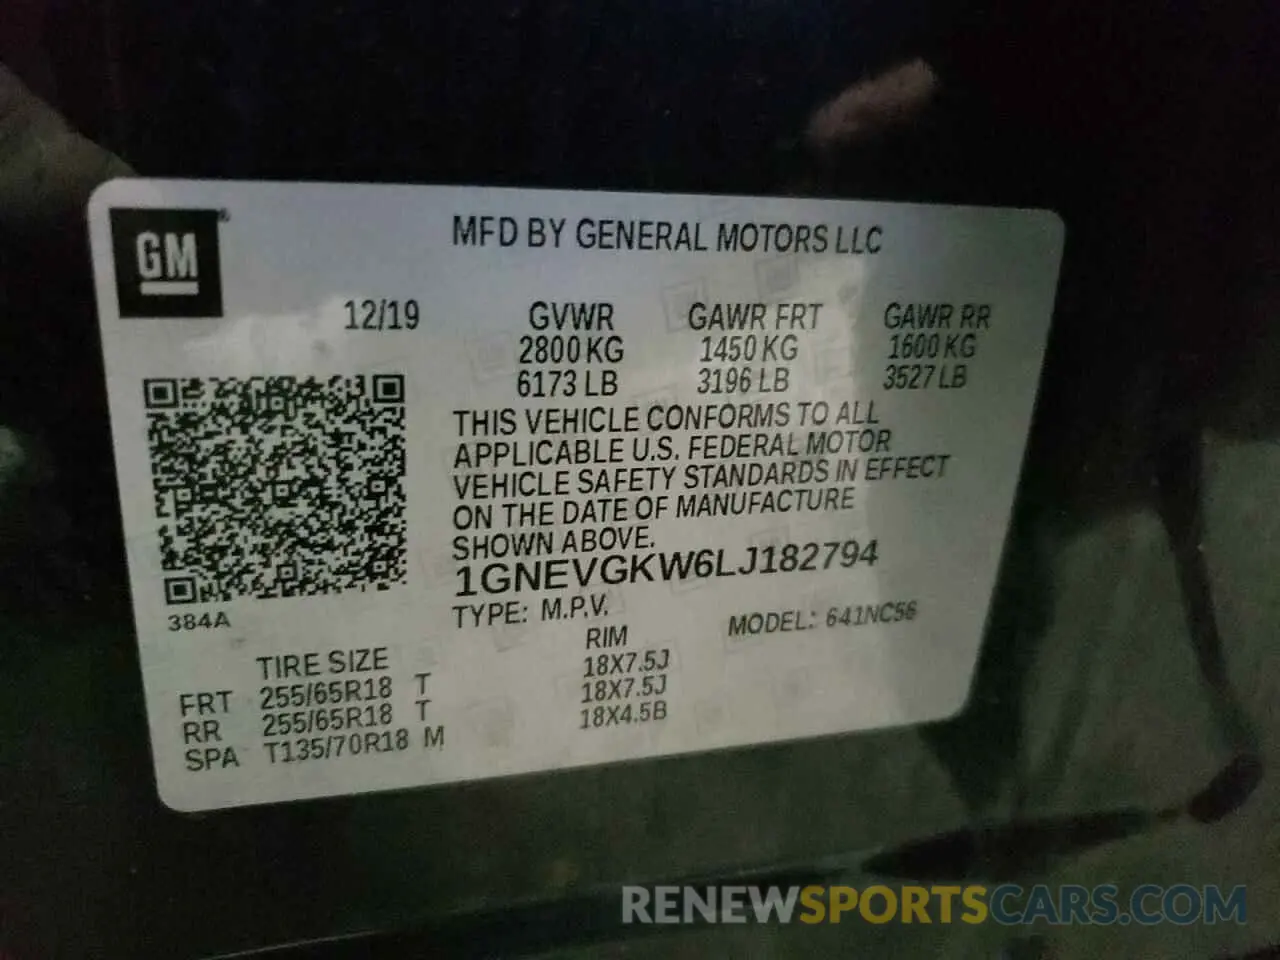 GM
MFD BY GENERAL MOTORS LLC
12/19 GVWR GAWR FRT GAWR RR
2800 KG 1450 KG 1600 KG
6173 LB 3196 LB 3527 LB
THIS VEHICLE CONFORMS TO ALL
APPLICABLE U.S. FEDERAL MOTOR
VEHICLE SAFETY STANDARDS IN EFFECT
ON THE DATE OF MANUFACTURE
SHOWN ABOVE.
1GNEVGKW6LJ182794
384A
TYPE: M.P.V. MODEL: 641NC56
TIRE SIZE RIM
FRT 255/65R18 T 18X7.5J
RR 255/65R18 T 18X7.5J
SPA T135/70R18 M 18X4.5B
RENEWSPORTSCARS.COM